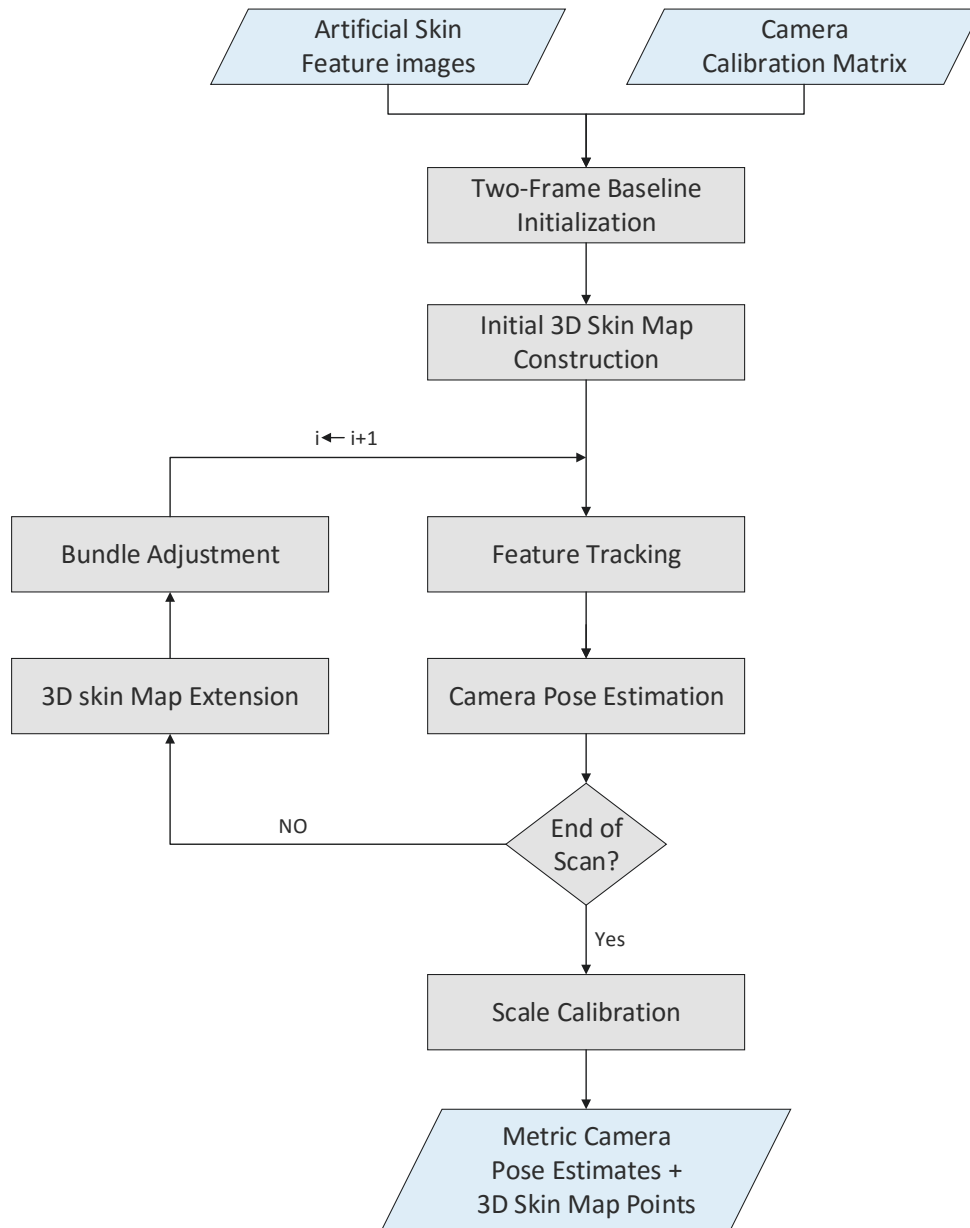 Artificial Skin
Feature images
Camera
Calibration Matrix
Two-Frame Baseline
Initialization
Initial 3D Skin Map
Construction
i← i+1
Bundle Adjustment
Feature Tracking
3D skin Map Extension
Camera Pose Estimation
NO
End of
Scan?
Yes
Scale Calibration
Metric Camera
Pose Estimates +
3D Skin Map Points